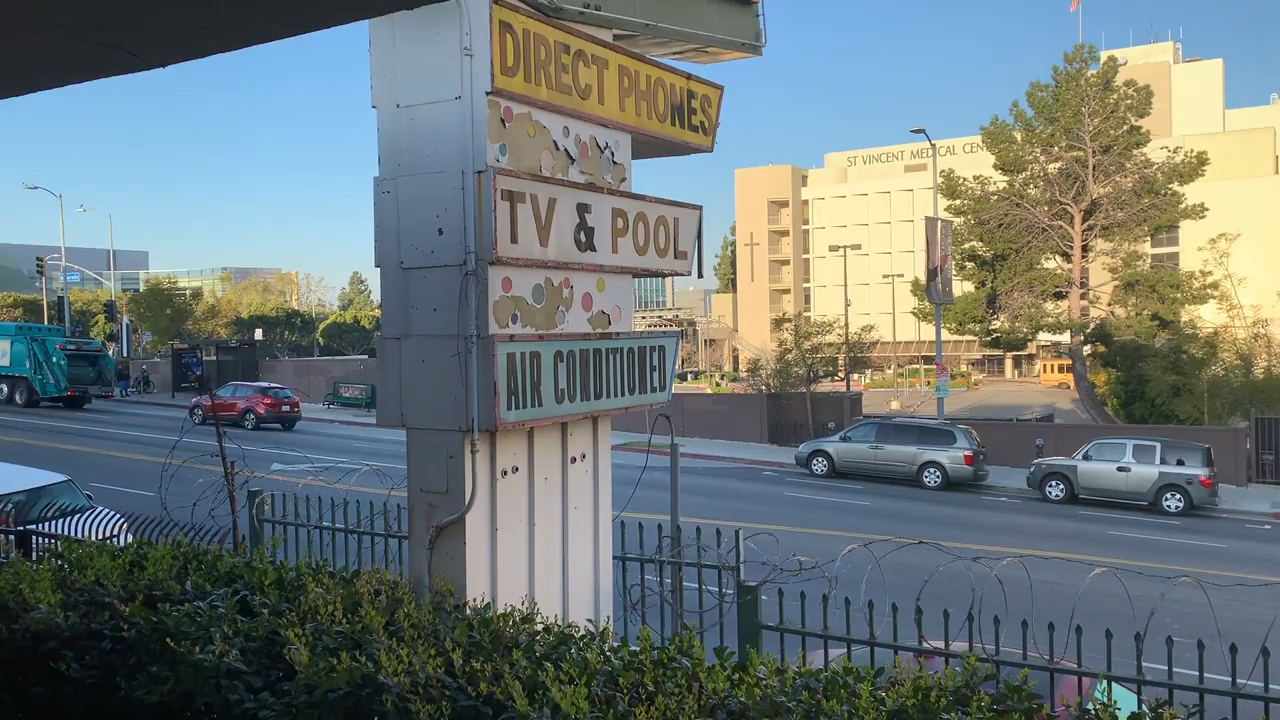 DIRECT PHONES
TV & POOL
AIR CONDITIONED
ST VINCENT MEDICAL CEN